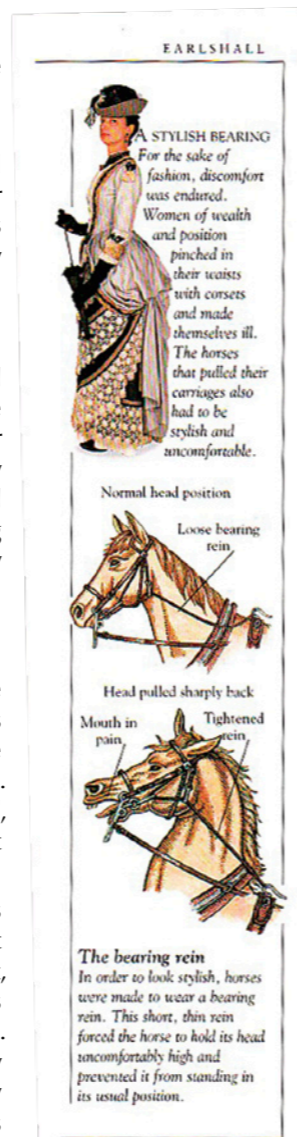 EARLSHALL
A STYLISH BEARING
For the sake of
fashion, discomfort
was endured.
Women of wealth
and position
pinched in
their waists
with corsets
and made
themselves ill.
The horses
that pulled their
carriages also
had to be
stylish and
uncomfortable.
Normal head position
Loose bearing
rein
Head pulled sharply back
Mouth in
pain
Tightened
rein
The bearing rein
In order to look stylish, horses
were made to wear a bearing
rein. This short, thin rein
forced the horse to hold its head
uncomfortably high and
prevented it from standing in
its usual position.